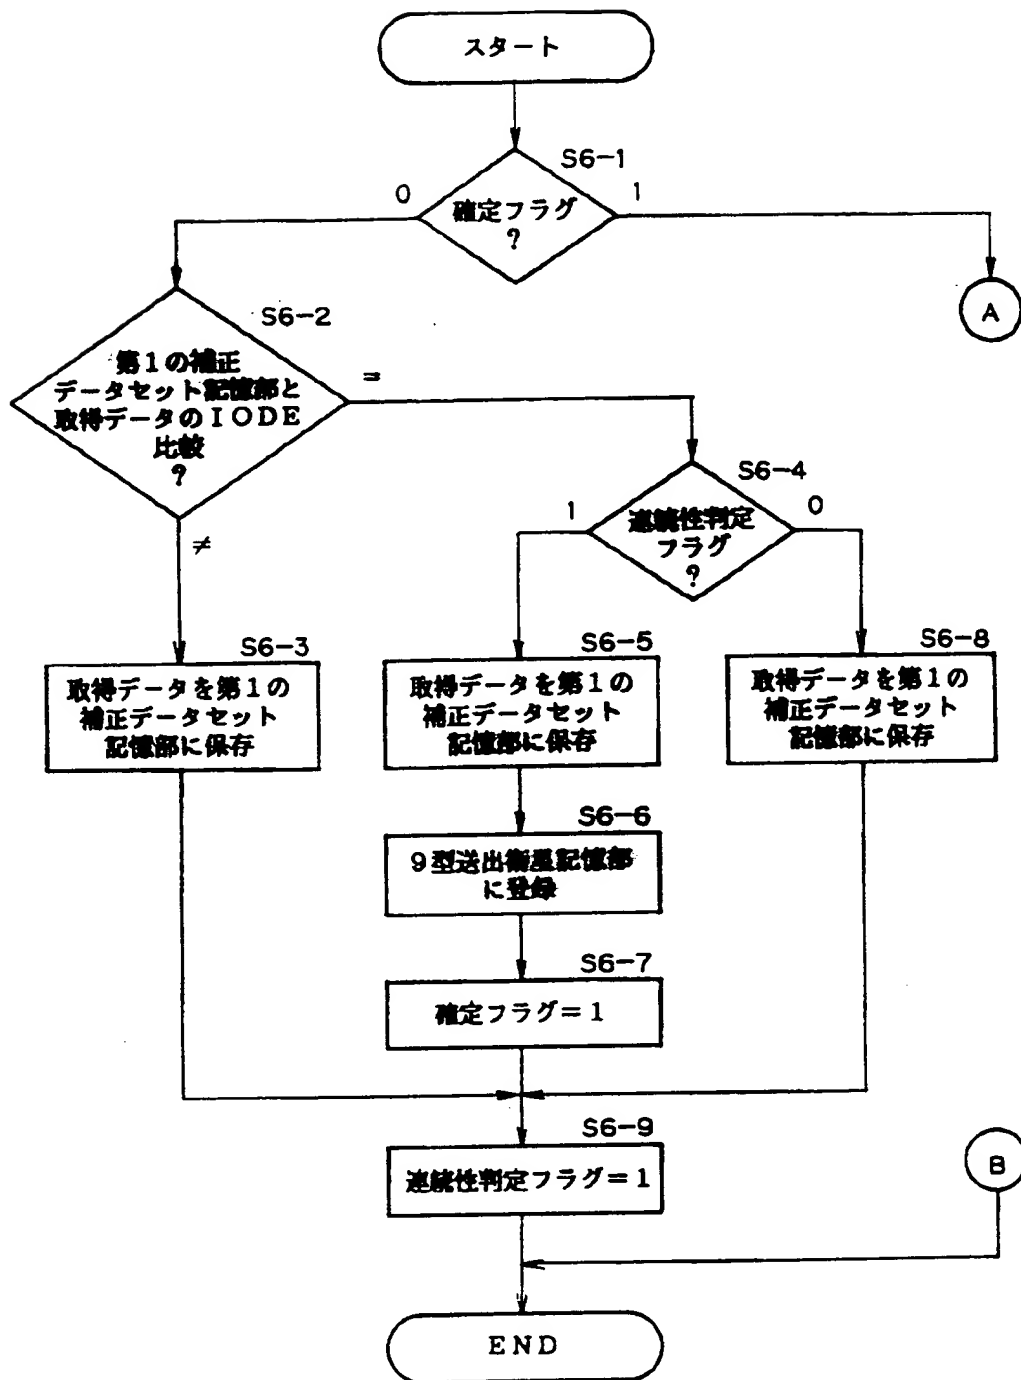 スタート
S6-1
0
1
確定フラグ
?
A
S6-2
第1の補正
データセット記憶部と
取得データのIODE
比較
?
=
≠
S6-4
1
0
連続性判定
フラグ
?
S6-3
取得データを第1の
補正データセット
記憶部に保存
S6-5
取得データを第1の
補正データセット
記憶部に保存
S6-8
取得データを第1の
補正データセット
記憶部に保存
S6-6
9型送出衛星記憶部
に登録
S6-7
確定フラグ=1
S6-9
連続性判定フラグ=1
B
END